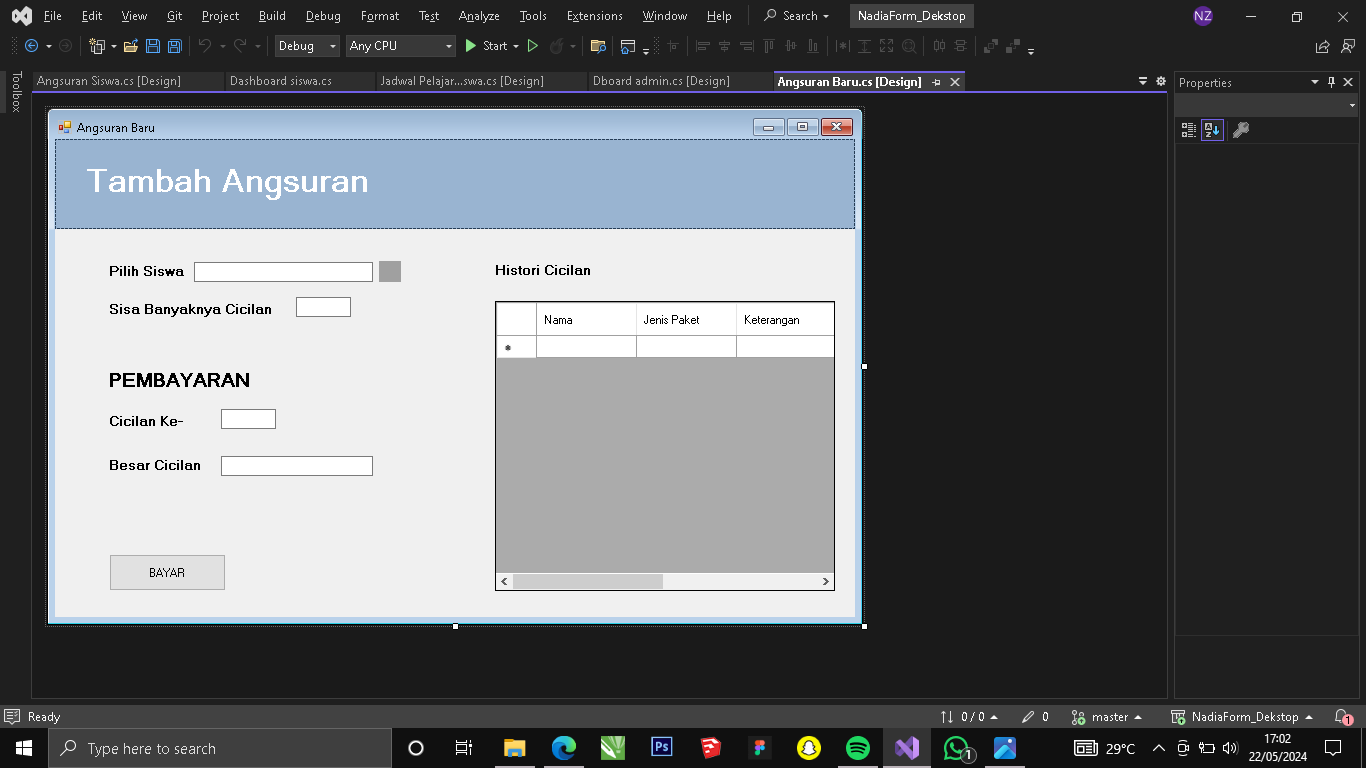 File Edit View Git Project Build Debug Format Test Analyze Tools Extensions Window Help Search NadiaForm_Dekstop NZ
Debug Any CPU Start
Toolbox
Angsuran Siswa.cs [Design] Dashboard siswa.cs Jadwal Pelajar...swa.cs [Design] Dboard admin.cs [Design] Angsuran Baru.cs [Design]
Properties
Angsuran Baru
Tambah Angsuran
Pilih Siswa
Sisa Banyaknya Cicilan
PEMBAYARAN
Cicilan Ke-
Besar Cicilan
BAYAR
Histori Cicilan
Nama Jenis Paket Keterangan
Ready 0 / 0 0 master NadiaForm_Dekstop 1
Type here to search
Ps
1
29°C
17:02
22/05/2024